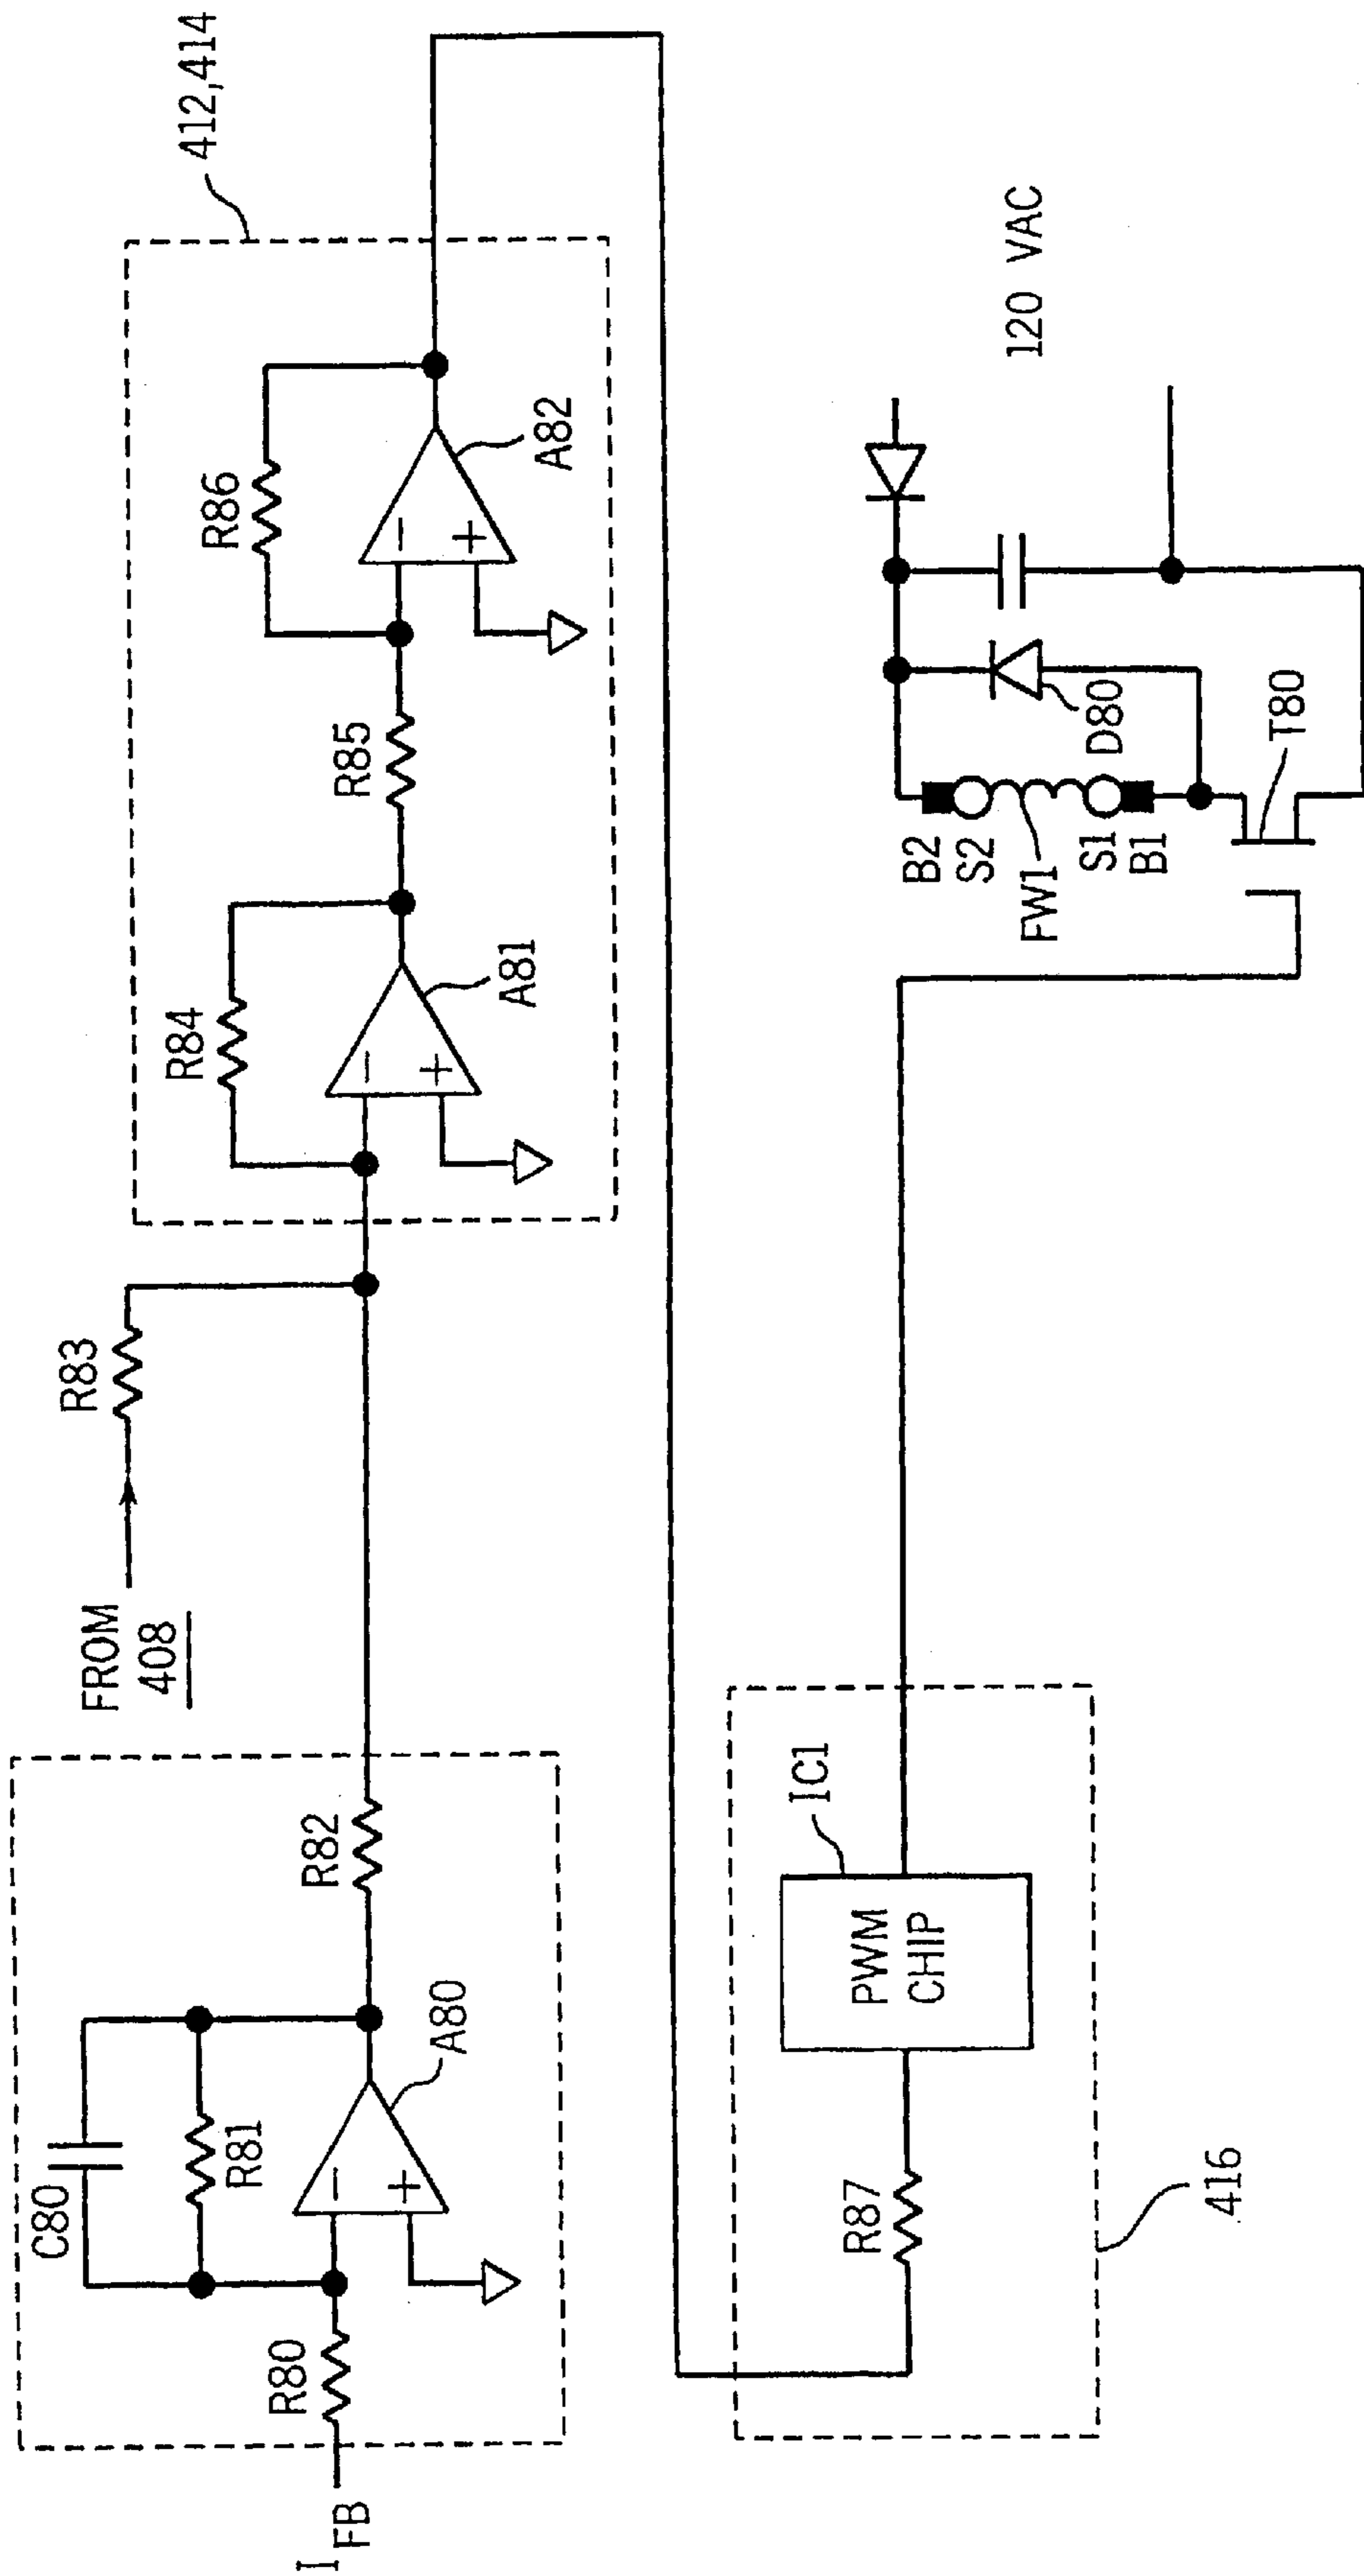 I FB
R80
C80
R81
A80
R82
FROM
408
R83
R84
A81
R85
R86
A82
412,414
R87
PWM
CHIP
IC1
416
B2
S2
FW1
S1
B1
D80
T80
120 VAC